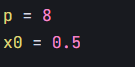 p = 8
x0 = 0.5